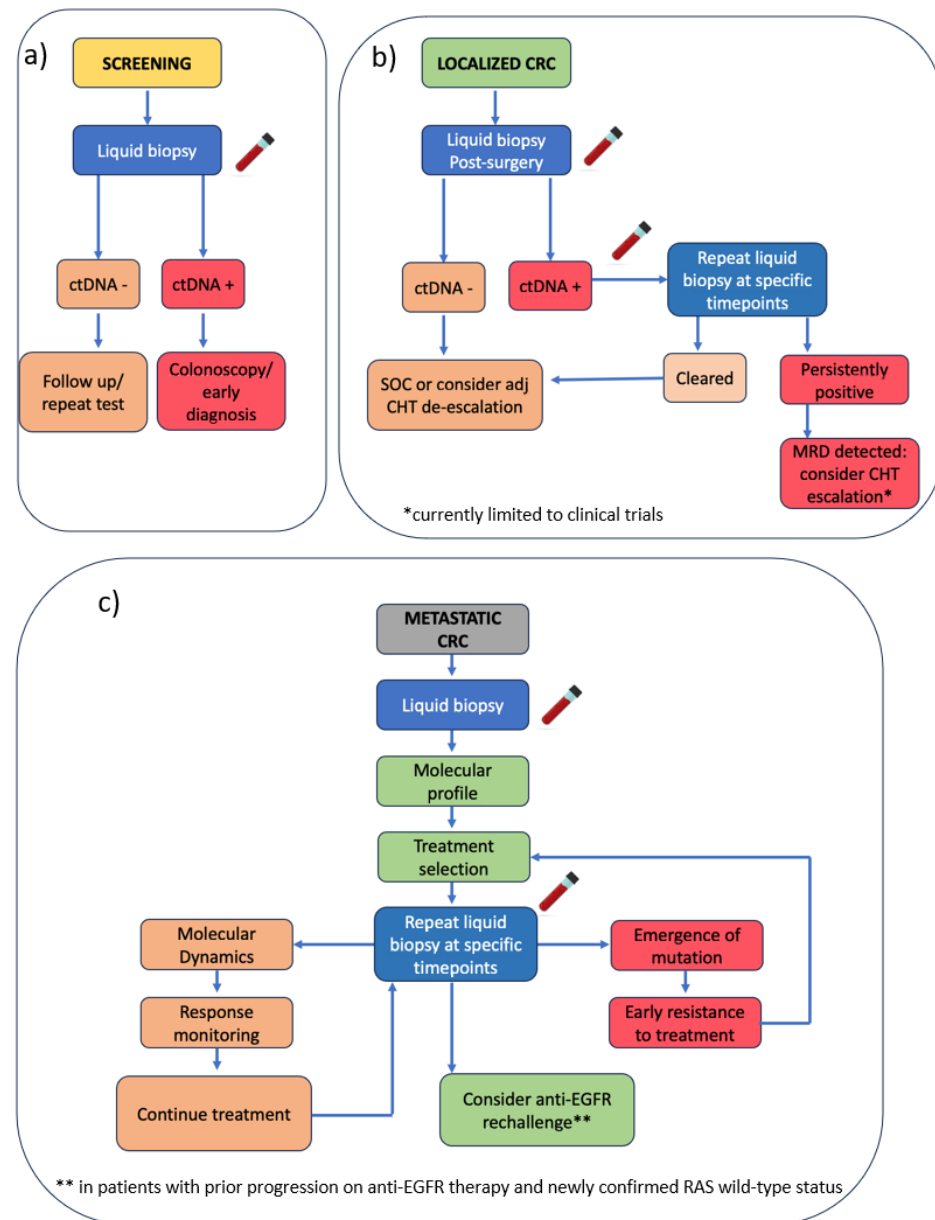 a)
SCREENING
Liquid biopsy
ctDNA -
ctDNA +
Follow up/
repeat test
Colonoscopy/
early
diagnosis
b)
LOCALIZED CRC
Liquid biopsy
Post-surgery
ctDNA -
ctDNA +
Repeat liquid
biopsy at specific
timepoints
SOC or consider adj
CHT de-escalation
Cleared
Persistently
positive
MRD detected:
consider CHT
escalation*
*currently limited to clinical trials
c)
METASTATIC
CRC
Liquid biopsy
Molecular
profile
Treatment
selection
Repeat liquid
biopsy at specific
timepoints
Molecular
Dynamics
Response
monitoring
Continue treatment
Emergence of
mutation
Early resistance
to treatment
Consider anti-EGFR
rechallenge**
** in patients with prior progression on anti-EGFR therapy and newly confirmed RAS wild-type status